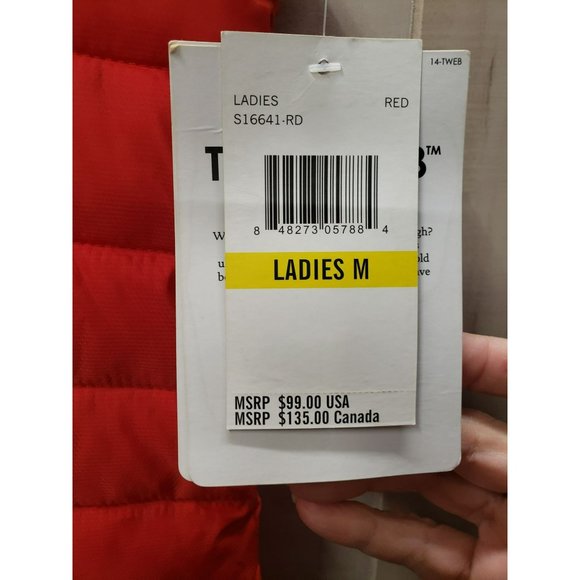 14-TWEB
LADIES RED
S16641-RD
8 48273 05788 4
LADIES M
MSRP $99.00 USA
MSRP $135.00 Canada